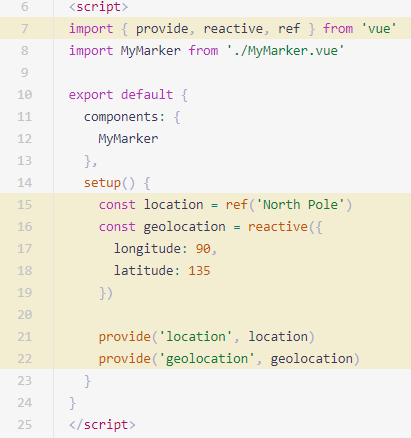 6 <script>
7 import { provide, reactive, ref } from 'vue'
8 import MyMarker from './MyMarker.vue'
9
10 export default {
11   components: {
12     MyMarker
13   },
14   setup() {
15     const location = ref('North Pole')
16     const geolocation = reactive({
17       longitude: 90,
18       latitude: 135
19     })
20
21     provide('location', location)
22     provide('geolocation', geolocation)
23   }
24 }
25 </script>